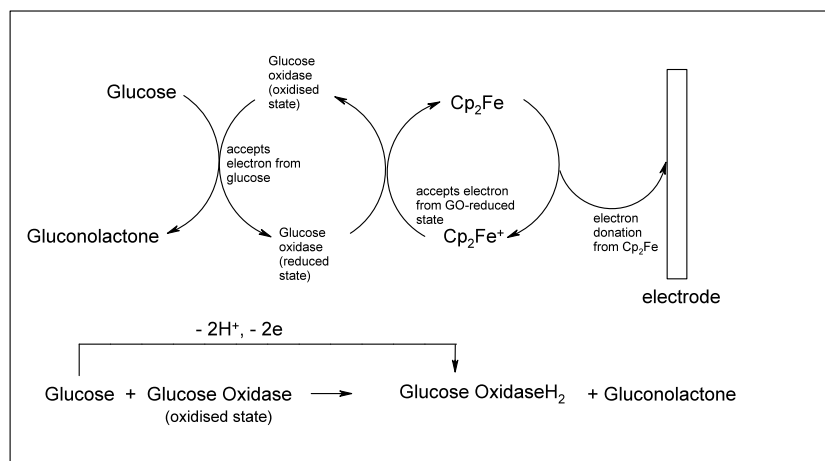 Glucose
Glucose
oxidase
(oxidised
state)
Cp₂Fe
accepts
electron from
glucose
accepts electron
from GO-reduced
state
Gluconolactone
Glucose
oxidase
(reduced
state)
Cp₂Fe⁺
electron
donation
from Cp₂Fe
electrode
- 2H⁺, - 2e
Glucose + Glucose Oxidase
(oxidised state)
Glucose OxidaseH₂ + Gluconolactone